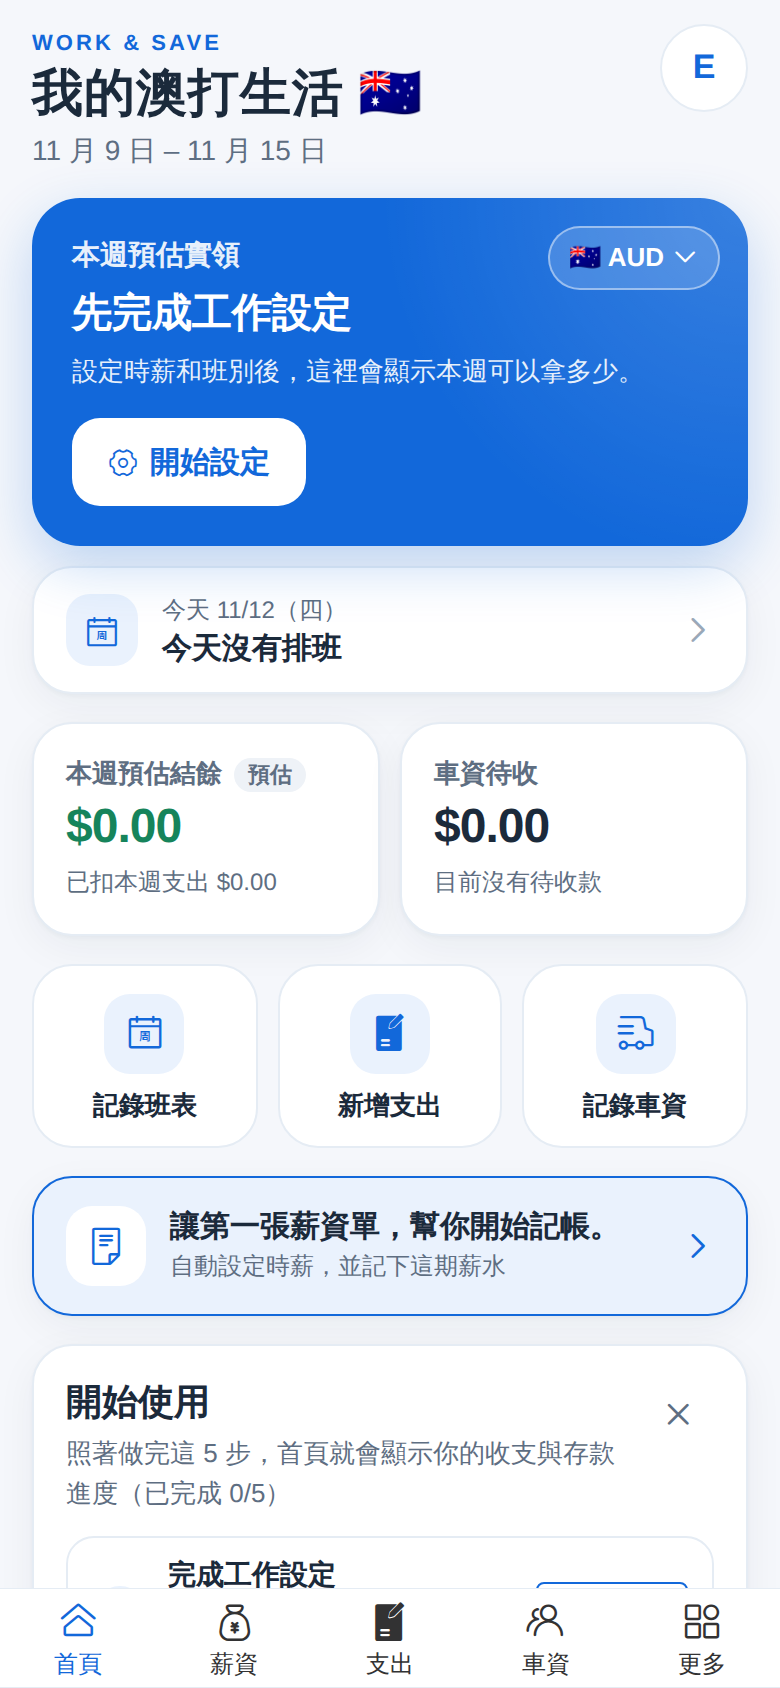 WORK & SAVE
我的澳打生活
E
11 月 9 日 – 11 月 15 日
本週預估實領
AUD
先完成工作設定
設定時薪和班別後，這裡會顯示本週可以拿多少。
開始設定
周
今天 11/12（四）
今天沒有排班
本週預估結餘 預估
$0.00
已扣本週支出 $0.00
車資待收
$0.00
目前沒有待收款
周
記錄班表
新增支出
記錄車資
讓第一張薪資單，幫你開始記帳。
自動設定時薪，並記下這期薪水
開始使用
照著做完這 5 步，首頁就會顯示你的收支與存款
進度（已完成 0/5）
完成工作設定
首頁
¥
薪資
支出
車資
更多